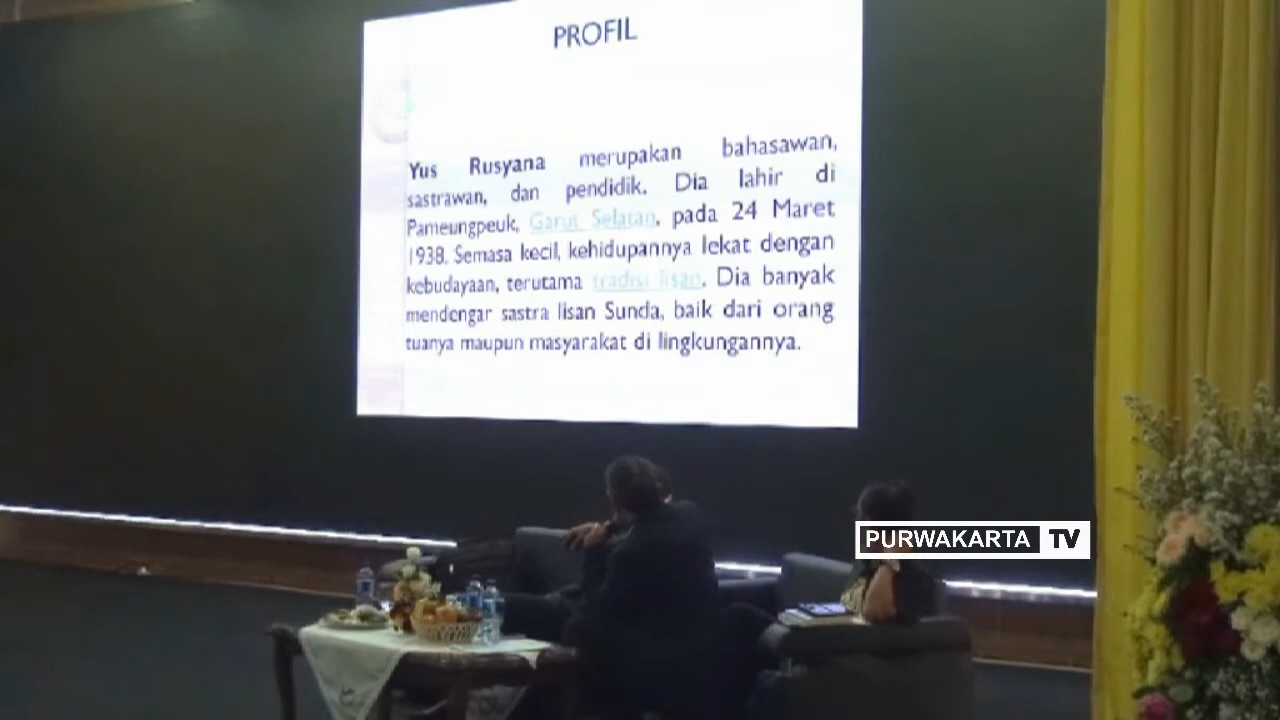 PROFIL
Yus Rusyana merupakan bahasawan,
sastrawan, dan pendidik. Dia lahir di
Pameungpeuk, Garut Selatan, pada 24 Maret
1938. Semasa kecil, kehidupannya lekat dengan
kebudayaan, terutama tradisi lisan. Dia banyak
mendengar sastra lisan Sunda, baik dari orang
tuanya maupun masyarakat di lingkungannya.
PURWAKARTA TV